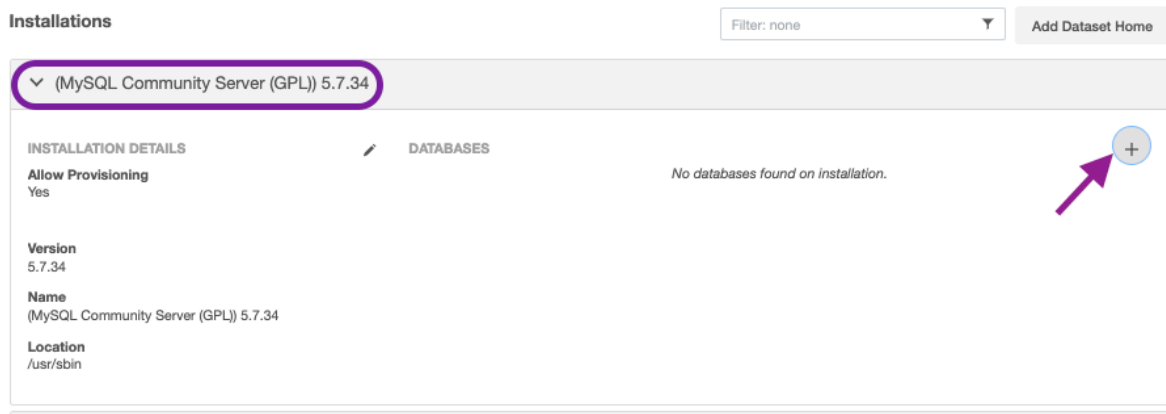 Installations
Filter: none
Add Dataset Home
(MySQL Community Server (GPL)) 5.7.34
INSTALLATION DETAILS
DATABASES
Allow Provisioning
Yes
No databases found on installation.
Version
5.7.34
Name
(MySQL Community Server (GPL)) 5.7.34
Location
/usr/sbin